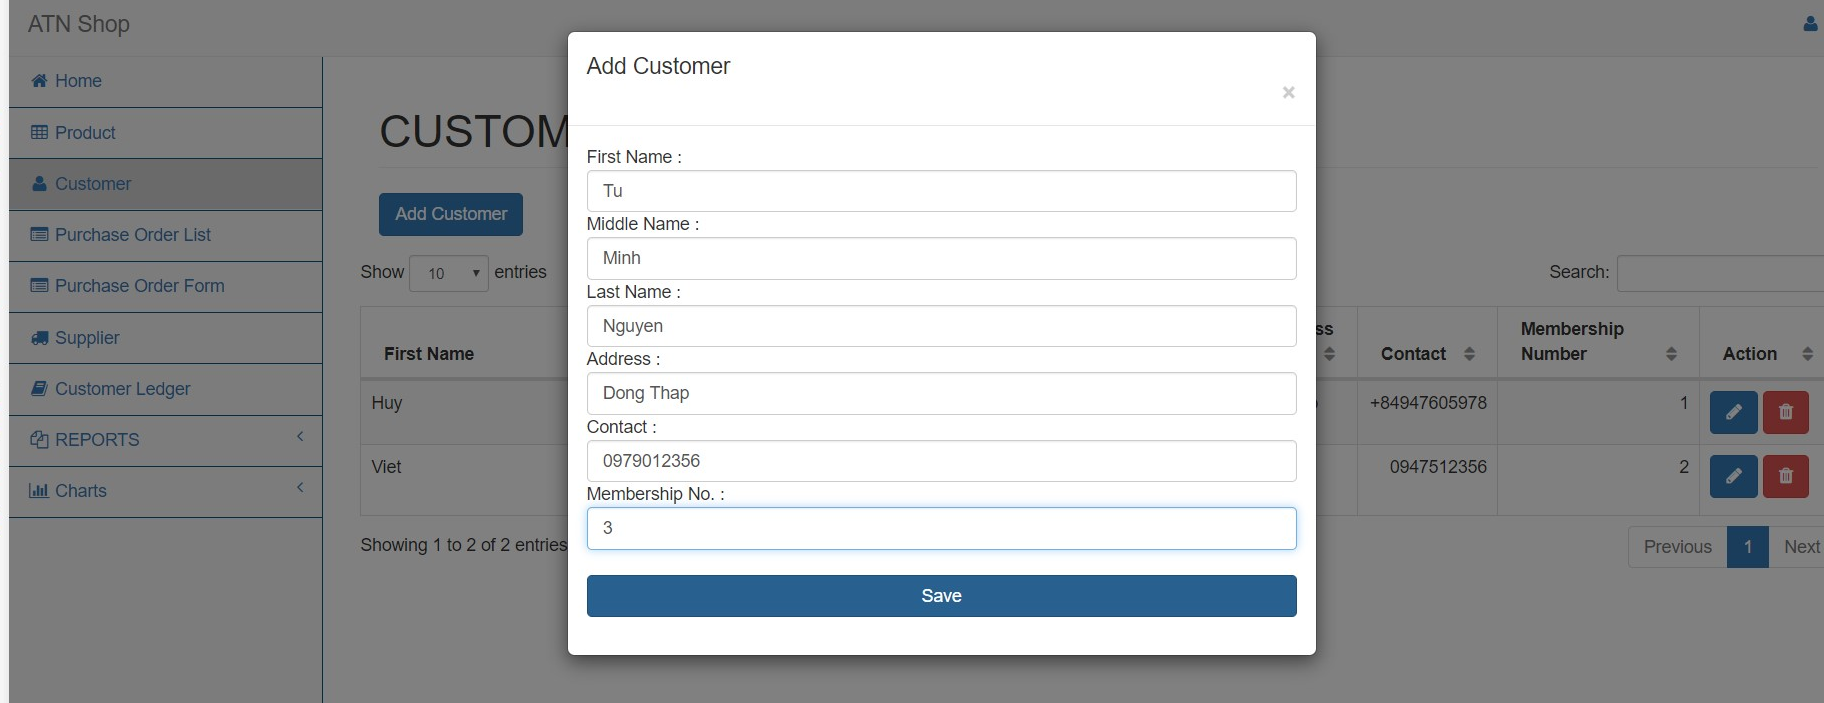 ATN Shop
Home
Product
Customer
Purchase Order List
Purchase Order Form
Supplier
Customer Ledger
REPORTS
Charts
CUSTOM
Add Customer
Show 10 entries
Search:
First Name
ss
Contact
Membership
Number
Action
Huy
+84947605978
1
Viet
0947512356
2
Showing 1 to 2 of 2 entries
Previous
1
Next
Add Customer
×
First Name :
Tu
Middle Name :
Minh
Last Name :
Nguyen
Address :
Dong Thap
Contact :
0979012356
Membership No. :
3
Save